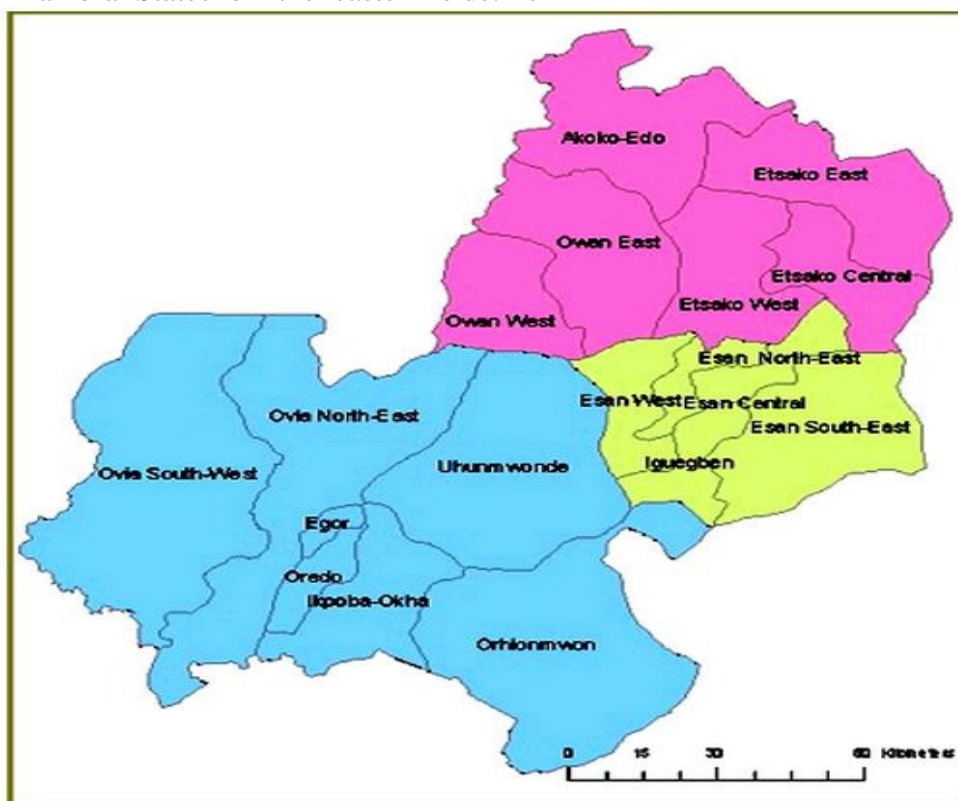 Akoko-Edo
Etsako East
Owan East
Etsako Central
Etsako West
Owan West
Esan North-East
Esan West
Esan Central
Ovia North-East
Esan South-East
Iguegben
Uhunmwonde
Ovia South-West
Egor
Oredo
Ikpoba-Okha
Orhionmwon
0 15 30 60 Kilometers